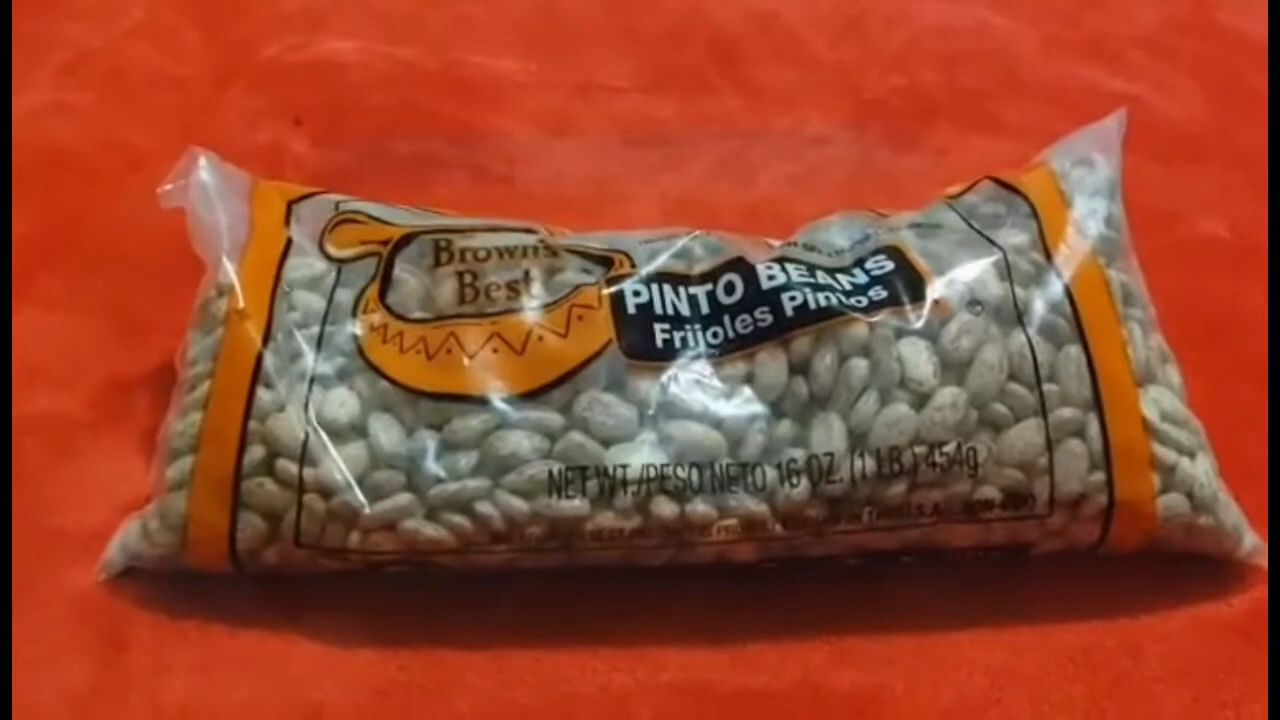 Brown's
Best
PINTO BEANS
Frijoles Pintos
NET WT./PESO NETO 16 OZ. (1 LB.) 454g